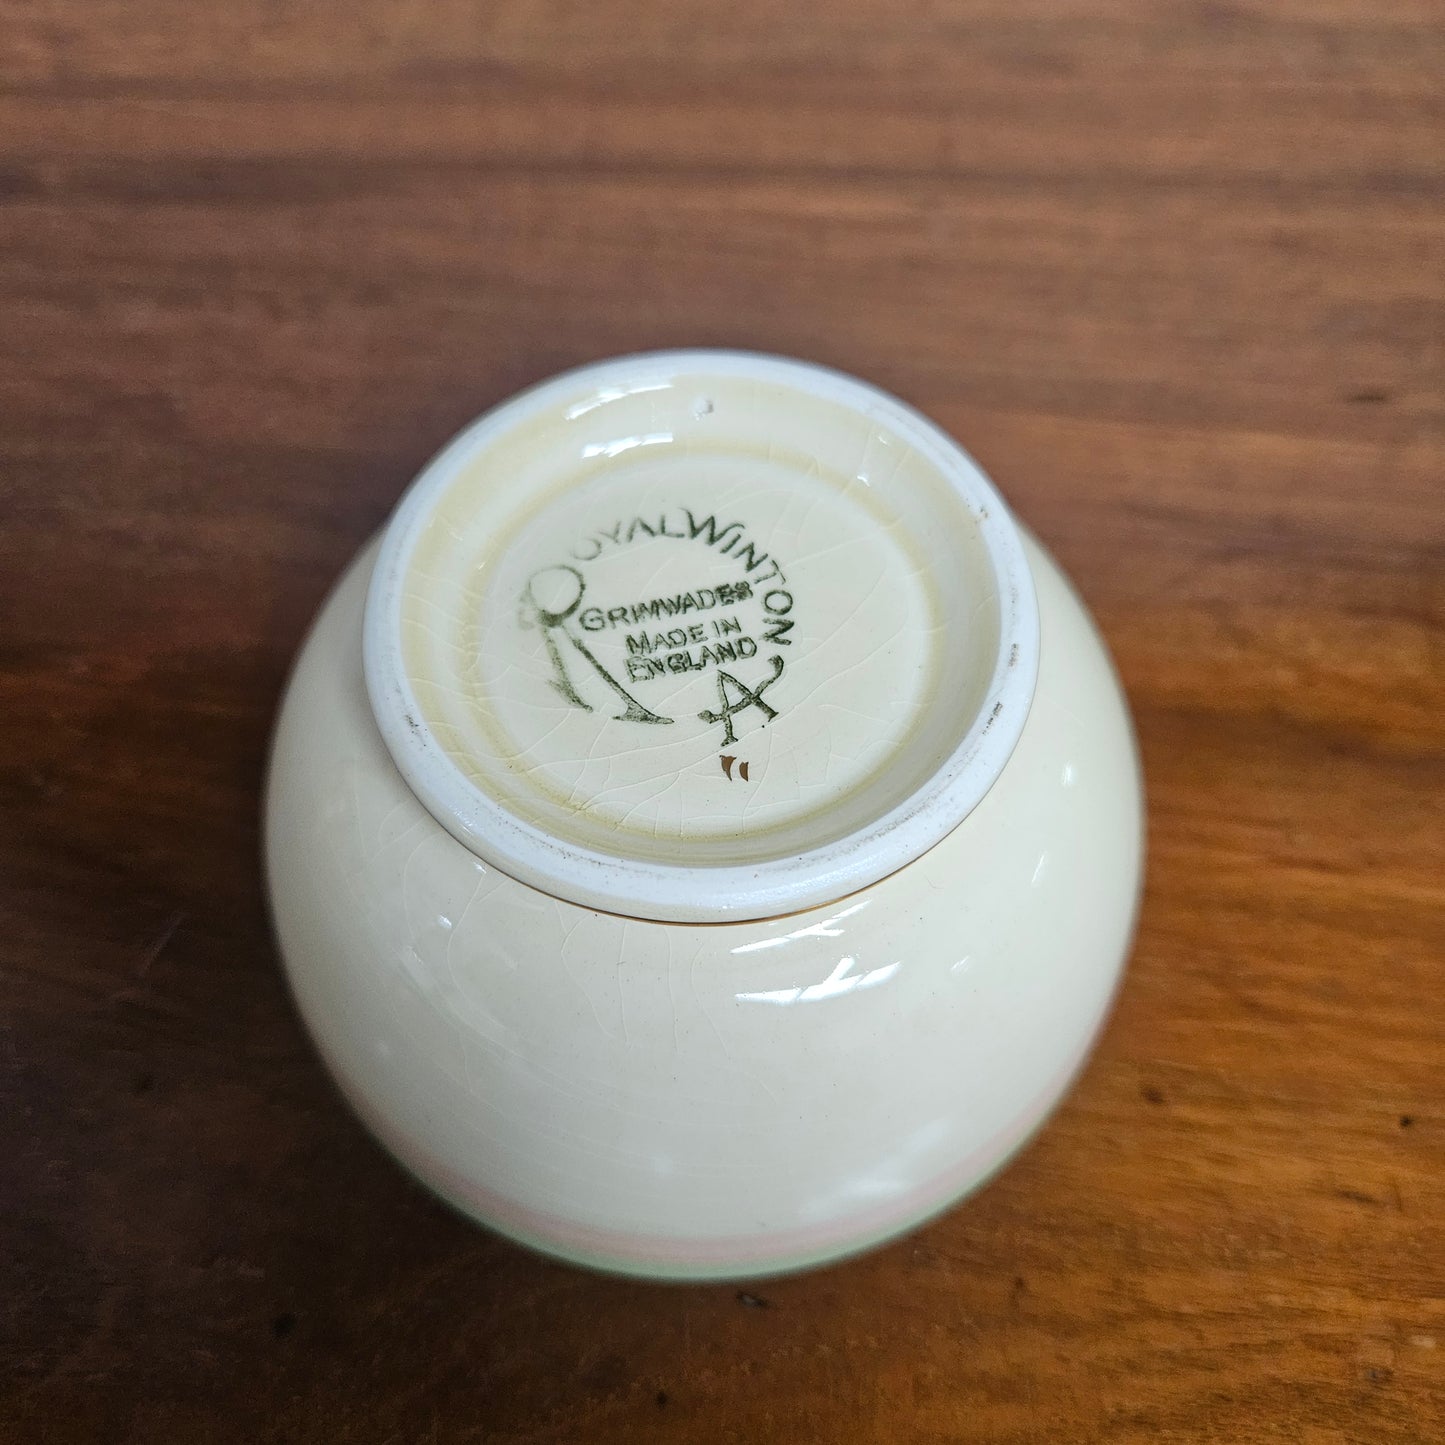 Royal Winton
Grimwades
Made in
England
A